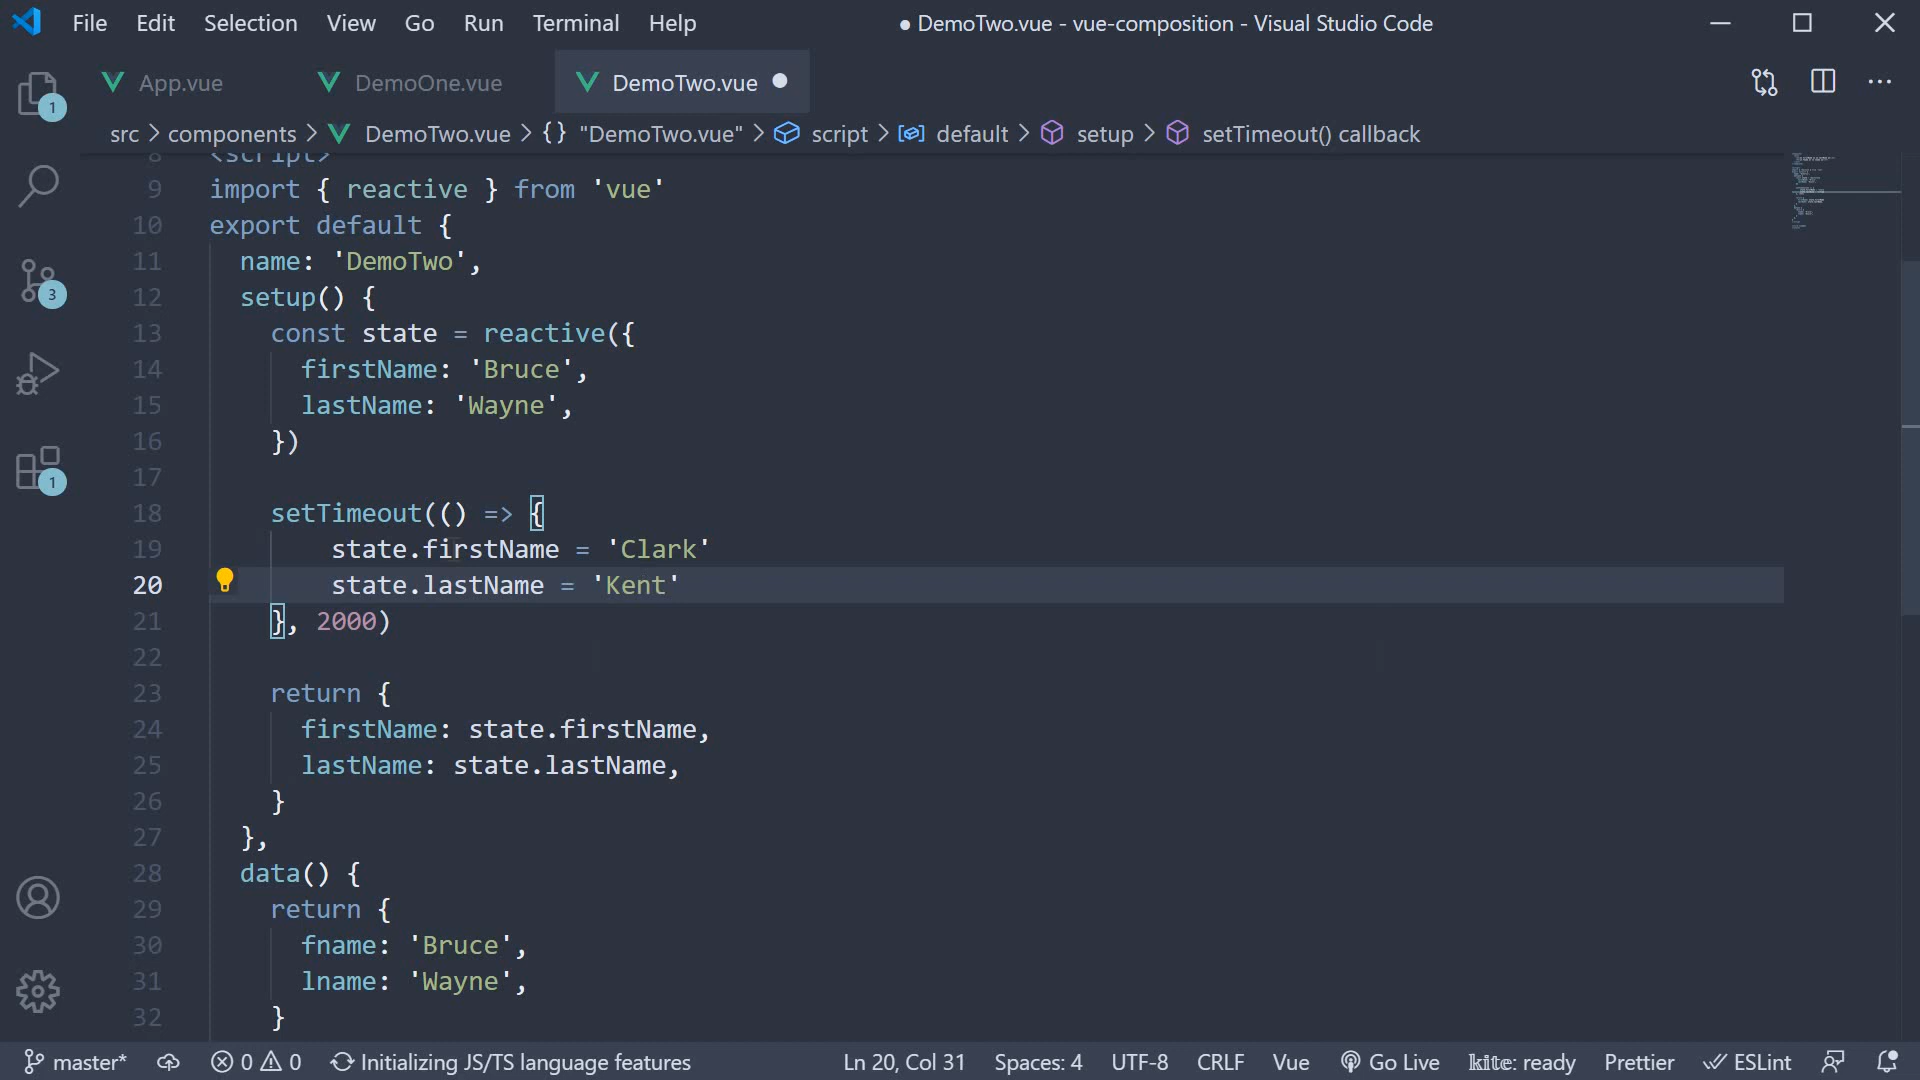 File Edit Selection View Go Run Terminal Help ● DemoTwo.vue - vue-composition - Visual Studio Code
App.vue DemoOne.vue DemoTwo.vue
src > components > DemoTwo.vue > {} "DemoTwo.vue" > script > default > setup > setTimeout() callback
8 <script>
9 import { reactive } from 'vue'
10 export default {
11 name: 'DemoTwo',
12 setup() {
13 const state = reactive({
14 firstName: 'Bruce',
15 lastName: 'Wayne',
16 })
17
18 setTimeout(() => {
19 state.firstName = 'Clark'
20 state.lastName = 'Kent'
21 }, 2000)
22
23 return {
24 firstName: state.firstName,
25 lastName: state.lastName,
26 }
27 },
28 data() {
29 return {
30 fname: 'Bruce',
31 lname: 'Wayne',
32 }
1
3
1
master* 0 0 Initializing JS/TS language features Ln 20, Col 31 Spaces: 4 UTF-8 CRLF Vue Go Live kite: ready Prettier ESLint